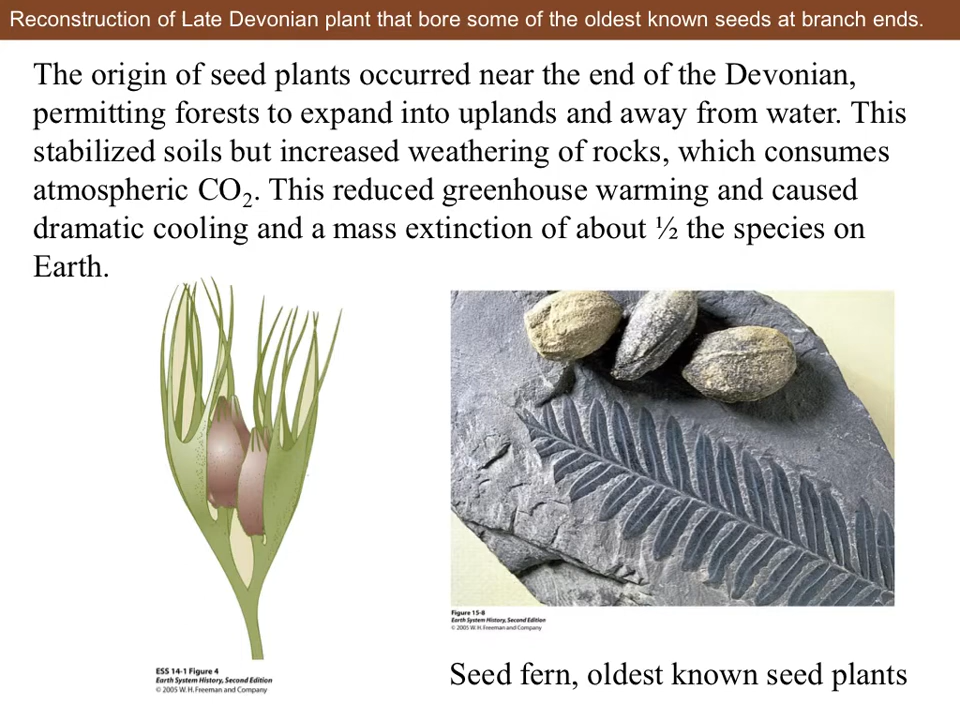 Reconstruction of Late Devonian plant that bore some of the oldest known seeds at branch ends.
The origin of seed plants occurred near the end of the Devonian,
permitting forests to expand into uplands and away from water. This
stabilized soils but increased weathering of rocks, which consumes
atmospheric CO₂. This reduced greenhouse warming and caused
dramatic cooling and a mass extinction of about ½ the species on
Earth.
ESS 14-1 Figure 4
Earth System History, Second Edition
© 2005 W. H. Freeman and Company
Figure 15-8
Earth System History, Second Edition
© 2005 W. H. Freeman and Company
Seed fern, oldest known seed plants